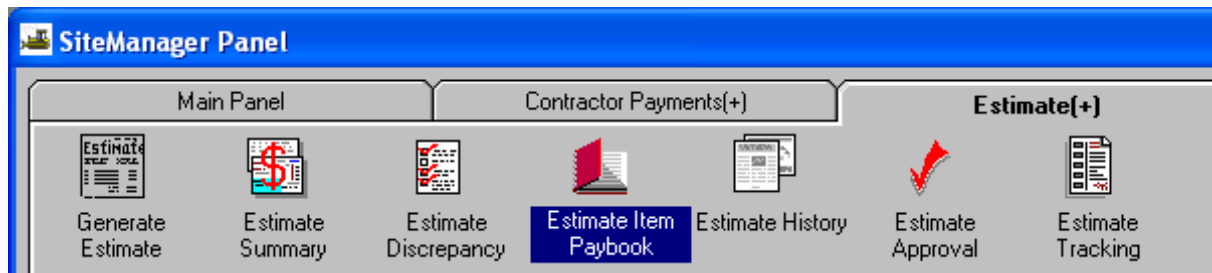 SiteManager Panel
Main Panel
Contractor Payments(+)
Estimate(+)
Estimate
Generate
Estimate
Estimate
Summary
Estimate
Discrepancy
Estimate Item
Paybook
Estimate History
Estimate
Approval
Estimate
Tracking